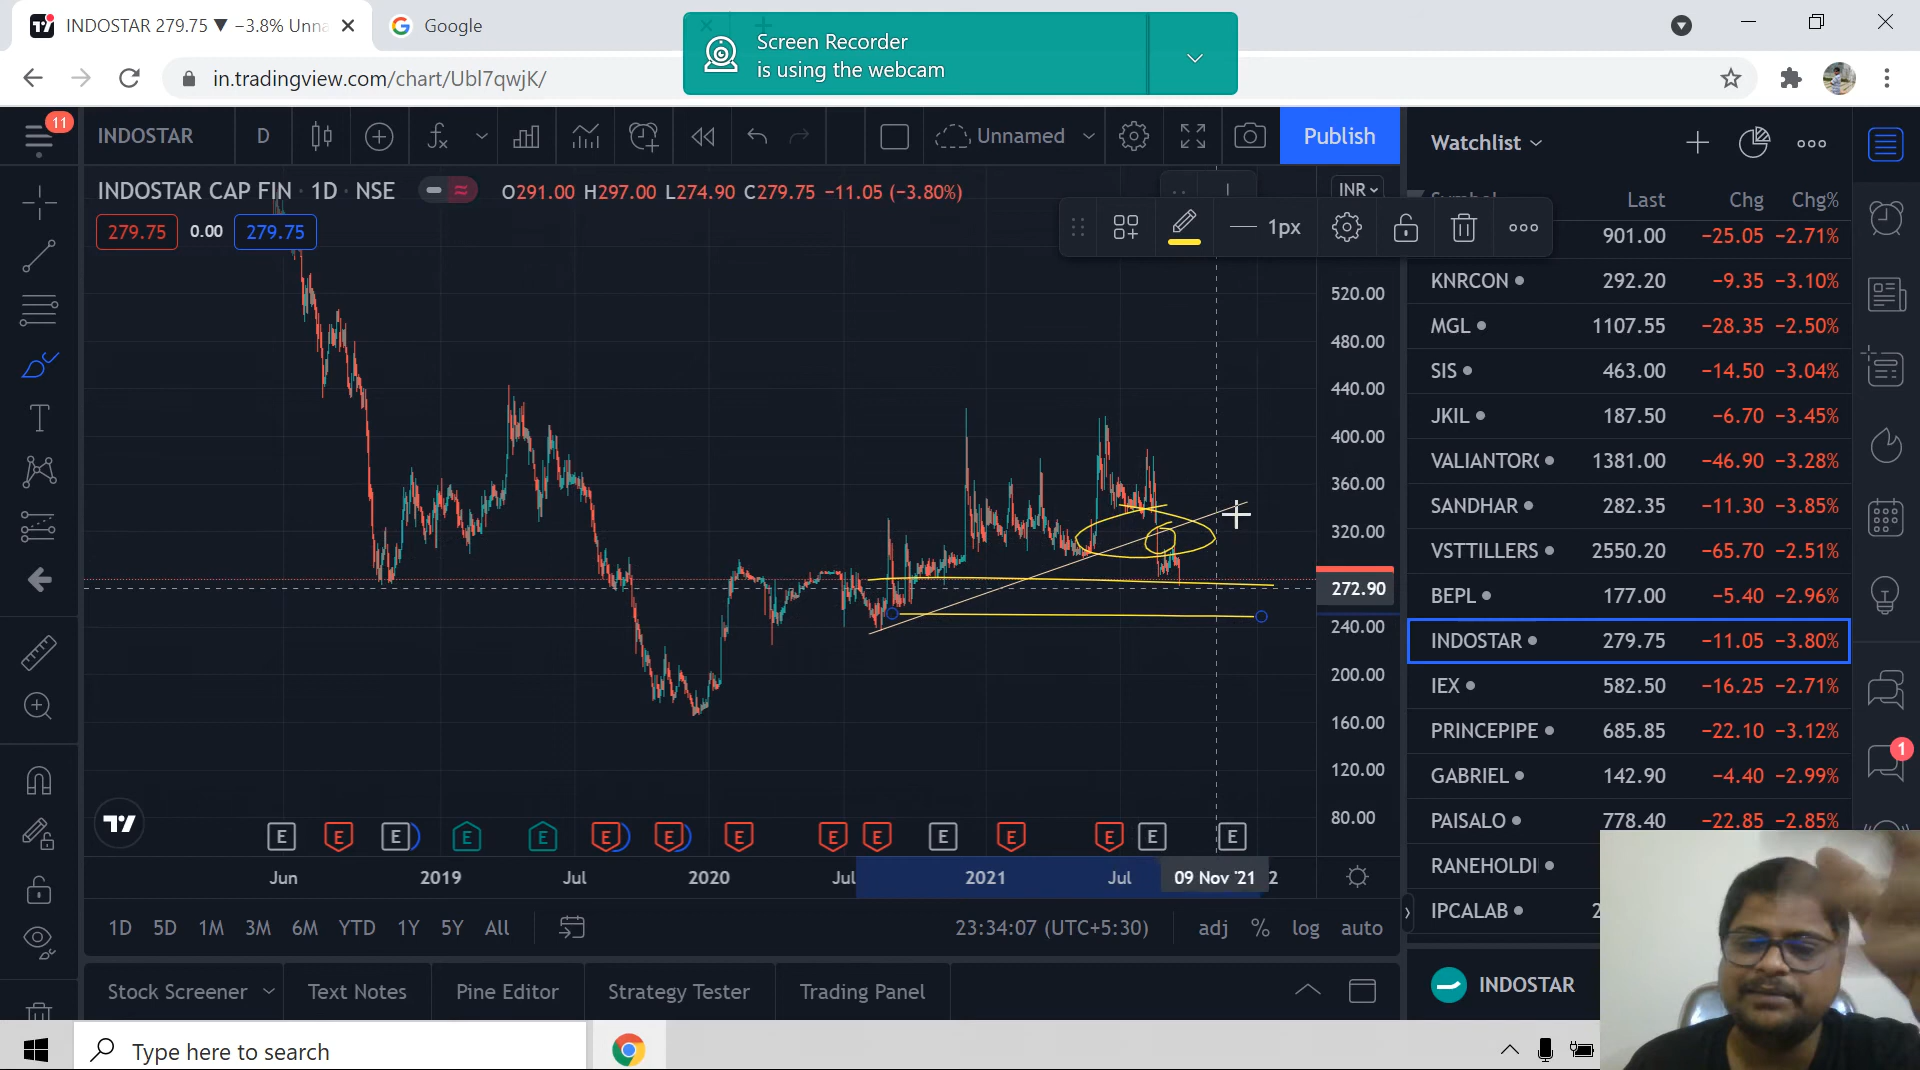 INDOSTAR 279.75 ▼ −3.8% Unna
Google
Screen Recorder
is using the webcam
in.tradingview.com/chart/Ubl7qwjK/
11
INDOSTAR
D
Unnamed
Publish
Watchlist
INDOSTAR CAP FIN · 1D · NSE
O291.00 H297.00 L274.90 C279.75 −11.05 (−3.80%)
INR
Last Chg Chg%
279.75 0.00 279.75
1px
901.00 −25.05 −2.71%
KNRCON 292.20 −9.35 −3.10%
MGL 1107.55 −28.35 −2.50%
SIS 463.00 −14.50 −3.04%
JKIL 187.50 −6.70 −3.45%
VALIANTOR 1381.00 −46.90 −3.28%
SANDHAR 282.35 −11.30 −3.85%
VSTTILLERS 2550.20 −65.70 −2.51%
BEPL 177.00 −5.40 −2.96%
INDOSTAR 279.75 −11.05 −3.80%
IEX 582.50 −16.25 −2.71%
PRINCEPIPE 685.85 −22.10 −3.12%
GABRIEL 142.90 −4.40 −2.99%
PAISALO 778.40 −22.85 −2.85%
RANEHOLDI
IPCALAB 2
520.00
480.00
440.00
400.00
360.00
320.00
272.90
240.00
200.00
160.00
120.00
80.00
1
E E E E E E E E E E E E E E E
Jun 2019 Jul 2020 Jul 2021 Jul 09 Nov '21 2
1D 5D 1M 3M 6M YTD 1Y 5Y All
23:34:07 (UTC+5:30)
adj % log auto
Stock Screener Text Notes Pine Editor Strategy Tester Trading Panel
INDOSTAR
Type here to search